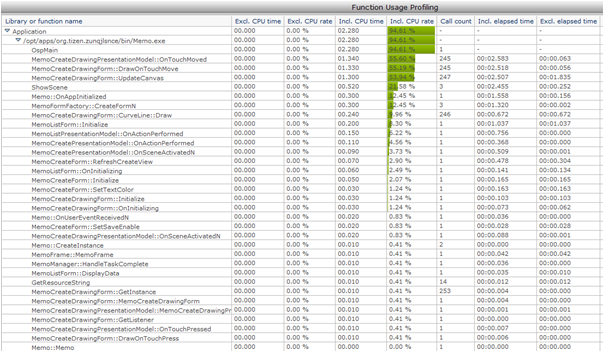 Function Usage Profiling
Library or function name Excl. CPU time Excl. CPU rate Incl. CPU time Incl. CPU rate Call count Incl. elapsed time Excl. elapsed time
Application 00.000 0.00 % 02.280 94.61 % - - -
/opt/apps/org.tizen.zunqjlsnce/bin/Memo.exe 00.000 0.00 % 02.280 94.61 % - - -
OspMain 00.000 0.00 % 02.280 94.61 % 1 - -
MemoCreateDrawingPresentationModel::OnTouchMoved 00.000 0.00 % 01.340 55.60 % 245 00:02.583 00:00.063
MemoCreateDrawingForm::DrawOnTouchMove 00.000 0.00 % 01.330 55.19 % 245 00:02.518 00:00.056
MemoCreateDrawingForm::UpdateCanvas 00.000 0.00 % 01.300 53.94 % 247 00:02.507 00:01.835
ShowScene 00.000 0.00 % 00.520 21.58 % 3 00:02.455 00:00.252
Memo::OnAppInitialized 00.000 0.00 % 00.300 12.45 % 1 00:01.558 00:00.156
MemoFormFactory::CreateFormN 00.000 0.00 % 00.300 12.45 % 3 00:01.320 00:00.002
MemoCreateDrawingForm::CurveLine::Draw 00.000 0.00 % 00.240 9.96 % 246 00:00.672 00:00.672
MemoListForm::Initialize 00.000 0.00 % 00.200 8.30 % 1 00:01.037 00:01.037
MemoListPresentationModel::OnActionPerformed 00.000 0.00 % 00.150 6.22 % 1 00:00.756 00:00.000
MemoCreatePresentationModel::OnActionPerformed 00.000 0.00 % 00.110 4.56 % 1 00:00.368 00:00.000
MemoCreatePresentationModel::OnSceneActivatedN 00.000 0.00 % 00.090 3.73 % 1 00:00.509 00:00.001
MemoCreateForm::RefreshCreateView 00.000 0.00 % 00.070 2.90 % 1 00:00.478 00:00.304
MemoListForm::OnInitializing 00.000 0.00 % 00.060 2.49 % 1 00:00.141 00:00.134
MemoCreateForm::Initialize 00.000 0.00 % 00.050 2.07 % 1 00:00.165 00:00.165
MemoCreateForm::SetTextColor 00.000 0.00 % 00.030 1.24 % 1 00:00.163 00:00.163
MemoCreateDrawingForm::Initialize 00.000 0.00 % 00.030 1.24 % 1 00:00.103 00:00.103
MemoCreateDrawingForm::OnInitializing 00.000 0.00 % 00.030 1.24 % 1 00:00.073 00:00.062
Memo::OnUserEventReceivedN 00.000 0.00 % 00.020 0.83 % 1 00:00.036 00:00.000
MemoCreateForm::SetSaveEnable 00.000 0.00 % 00.020 0.83 % 1 00:00.028 00:00.028
MemoCreateDrawingPresentationModel::OnSceneActivatedN 00.000 0.00 % 00.020 0.83 % 1 00:00.088 00:00.001
Memo::CreateInstance 00.000 0.00 % 00.010 0.41 % 2 00:00.000 00:00.000
MemoFrame::MemoFrame 00.000 0.00 % 00.010 0.41 % 1 00:00.042 00:00.042
MemoManager::HandleTaskComplete 00.000 0.00 % 00.010 0.41 % 1 00:00.036 00:00.000
MemoListForm::DisplayData 00.000 0.00 % 00.010 0.41 % 1 00:00.035 00:00.010
GetResourceString 00.000 0.00 % 00.010 0.41 % 14 00:00.012 00:00.012
MemoCreateDrawingForm::GetInstance 00.000 0.00 % 00.010 0.41 % 253 00:00.004 00:00.000
MemoCreateDrawingForm::MemoCreateDrawingForm 00.000 0.00 % 00.010 0.41 % 1 00:00.004 00:00.000
MemoCreateDrawingPresentationModel::MemoCreateDrawingPr 00.000 0.00 % 00.010 0.41 % 1 00:00.001 00:00.001
MemoCreateDrawingForm::GetListener 00.000 0.00 % 00.010 0.41 % 1 00:00.000 00:00.000
MemoCreateDrawingPresentationModel::OnTouchPressed 00.000 0.00 % 00.010 0.41 % 1 00:00.007 00:00.000
MemoCreateDrawingForm::DrawOnTouchPress 00.000 0.00 % 00.010 0.41 % 1 00:00.006 00:00.000
Memo::Memo 00.000 0.00 % 00.000 0.00 % 1 00:00.000 00:00.000